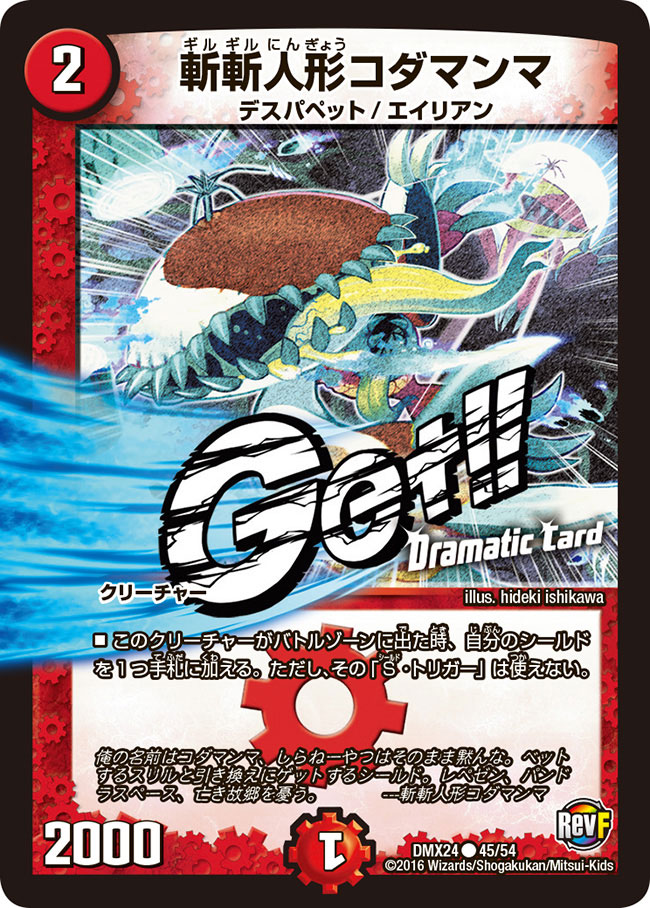 2
ギル ギル にんぎょう
斬斬人形コダマンマ
デスパペット / エイリアン
Get!!
Dramatic Card
クリーチャー
illus. hideki ishikawa
■ このクリーチャーがバトルゾーンに出た時、自分のシールド
を1つ手札に加える。ただし、その「S・トリガー」は使えない。
俺の名前はコダマンマ、しらねーやつはそのまま黙んな。ベット
するスリルと引き換えにゲットするシールド。レペゼン、パンド
ラスペース、亡き故郷を憂う。 ---斬斬人形コダマンマ
2000
1
RevF
DMX24 ● 45/54
©2016 Wizards/Shogakukan/Mitsui-Kids